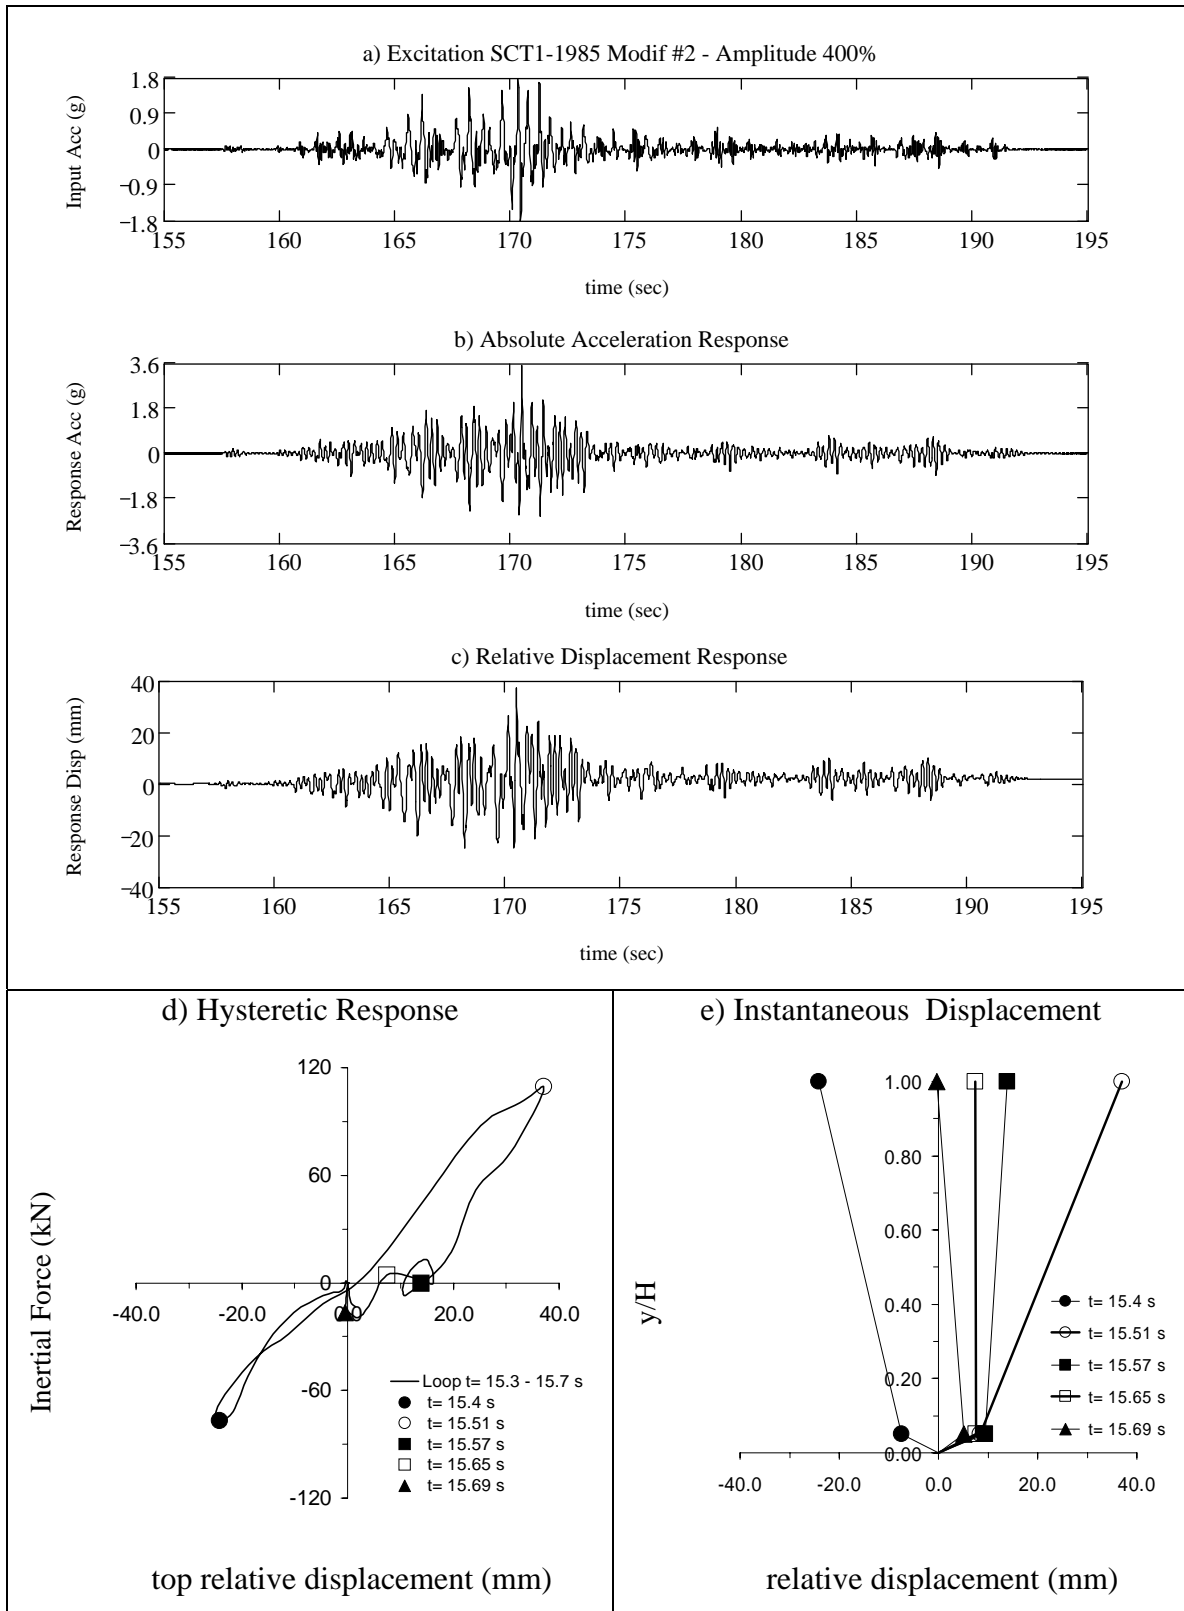 a) Excitation SCT1-1985 Modif #2 - Amplitude 400%
Input Acc (g)
1.8
0.9
0
−0.9
−1.8
155 160 165 170 175 180 185 190 195
time (sec)
b) Absolute Acceleration Response
Response Acc (g)
3.6
1.8
0
−1.8
−3.6
155 160 165 170 175 180 185 190 195
time (sec)
c) Relative Displacement Response
Response Disp (mm)
40
20
0
−20
−40
155 160 165 170 175 180 185 190 195
time (sec)
d) Hysteretic Response
Inertial Force (kN)
120
60
0
-60
-120
-40.0 -20.0 0.0 20.0 40.0
Loop t= 15.3 - 15.7 s
t= 15.4 s
t= 15.51 s
t= 15.57 s
t= 15.65 s
t= 15.69 s
top relative displacement (mm)
e) Instantaneous Displacement
y/H
1.00
0.80
0.60
0.40
0.20
0.00
-40.0 -20.0 0.0 20.0 40.0
t= 15.4 s
t= 15.51 s
t= 15.57 s
t= 15.65 s
t= 15.69 s
relative displacement (mm)